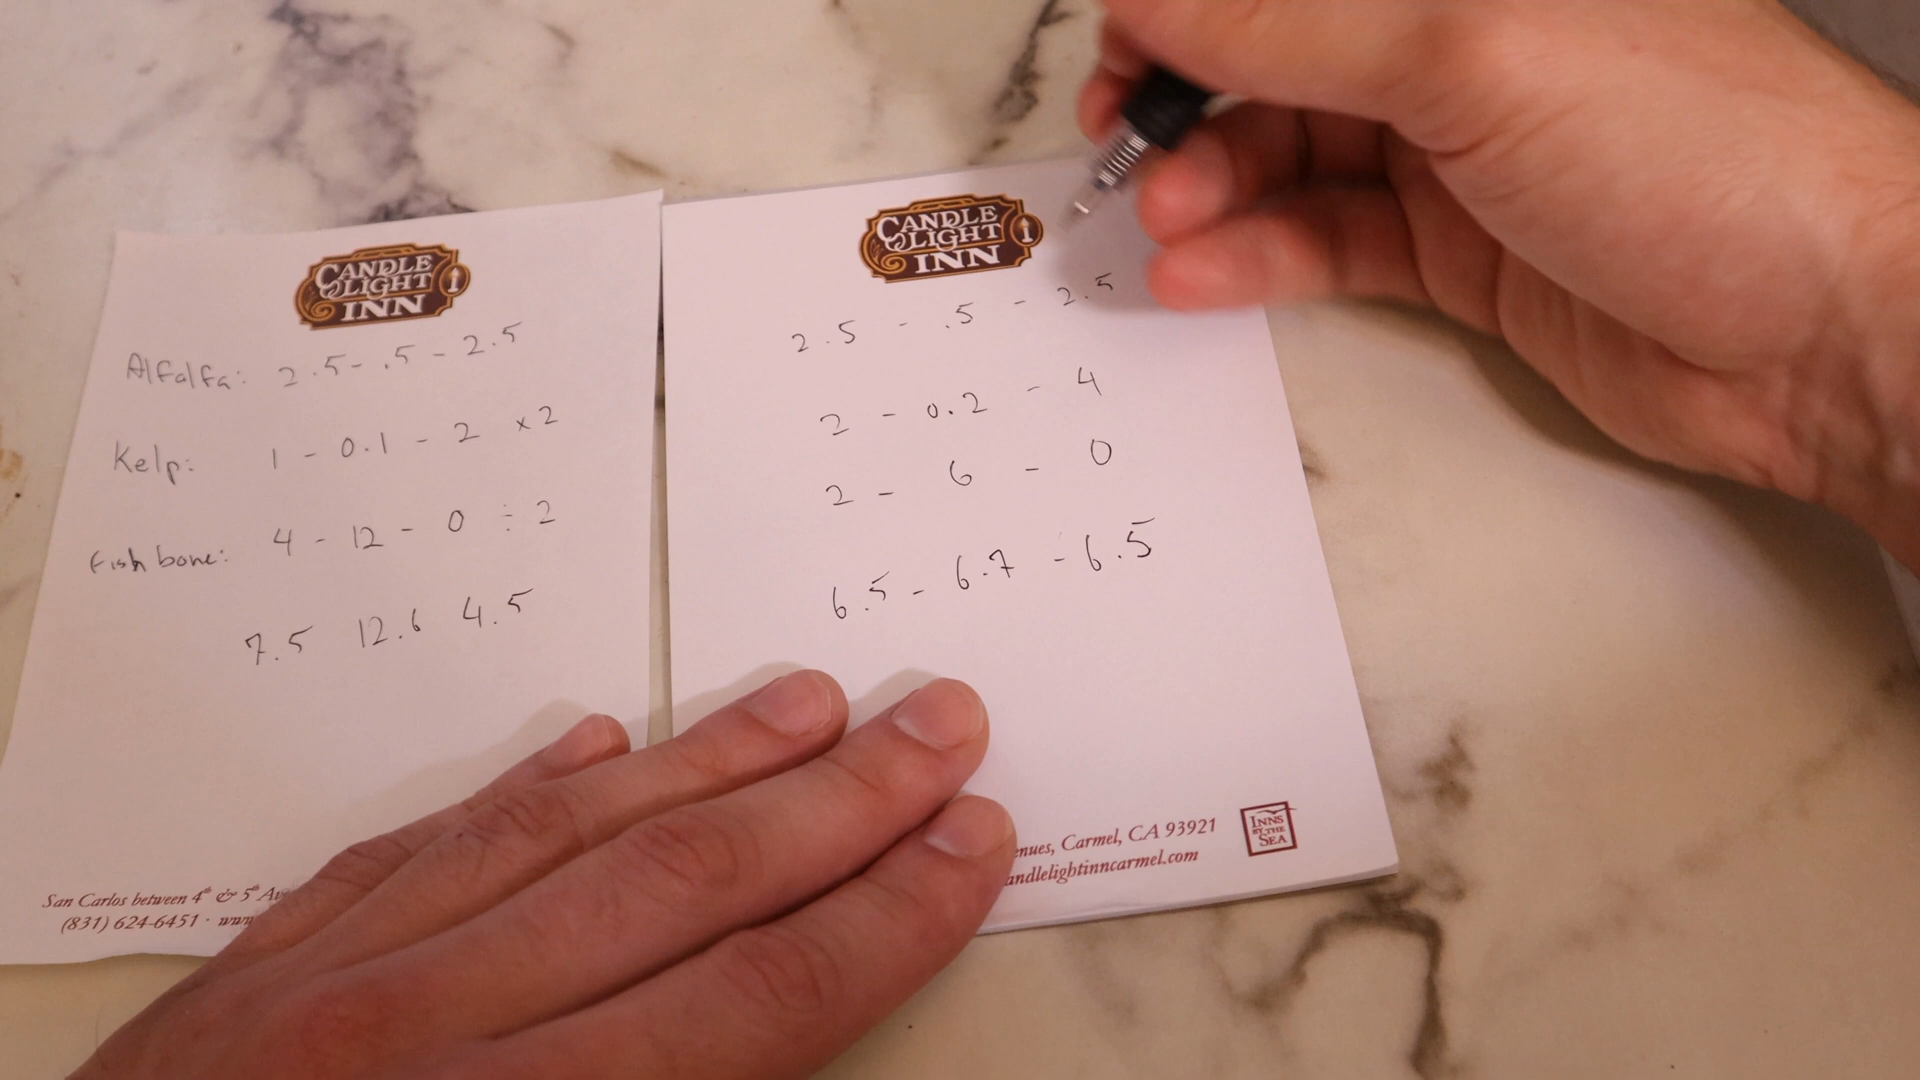 CANDLE
LIGHT
INN
Alfalfa: 2.5 - .5 - 2.5
Kelp: 1 - 0.1 - 2 x2
Fish bone: 4 - 12 - 0 ÷ 2
7.5 12.6 4.5
San Carlos between 4th & 5th Av
(831) 624-6451 · www
CANDLE
LIGHT
INN
2.5 - .5 - 2.5
2 - 0.2 - 4
2 - 6 - 0
6.5 - 6.7 - 6.5
enues, Carmel, CA 93921
andlelightinncarmel.com
INNS
BY THE
SEA